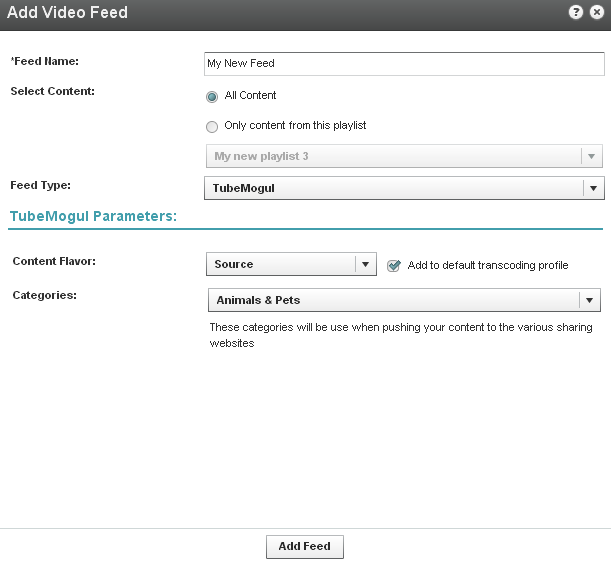 Add Video Feed
*Feed Name:
My New Feed
Select Content:
All Content
Only content from this playlist
My new playlist 3
Feed Type:
TubeMogul
TubeMogul Parameters:
Content Flavor:
Source
Add to default transcoding profile
Categories:
Animals & Pets
These categories will be use when pushing your content to the various sharing
websites
Add Feed